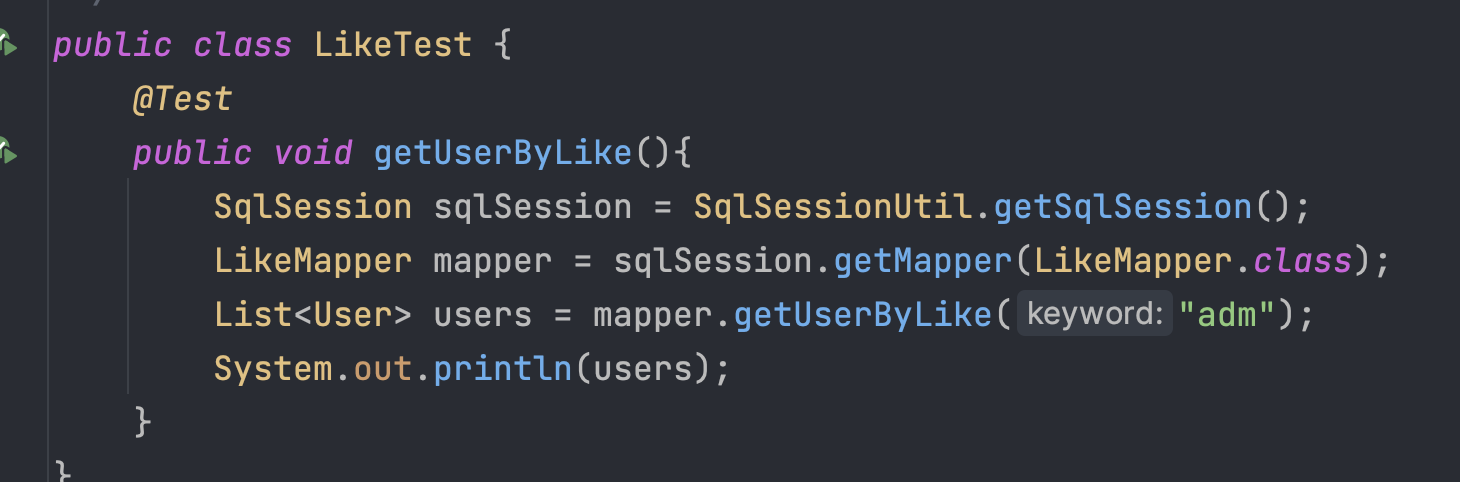 public class LikeTest {
@Test
public void getUserByLike(){
SqlSession sqlSession = SqlSessionUtil.getSqlSession();
LikeMapper mapper = sqlSession.getMapper(LikeMapper.class);
List<User> users = mapper.getUserByLike( keyword: "adm");
System.out.println(users);
}
}